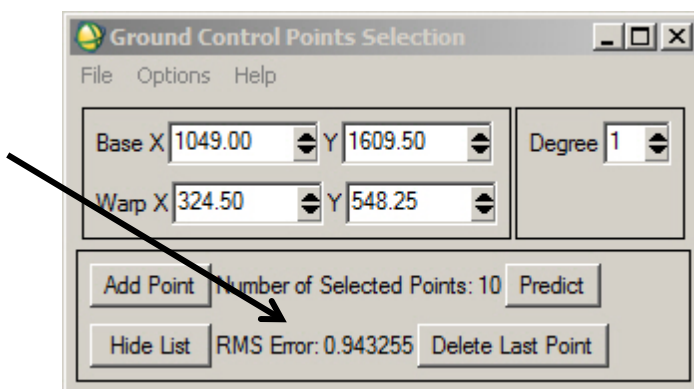 Ground Control Points Selection
File Options Help
Base X 1049.00 Y 1609.50 Degree 1
Warp X 324.50 Y 548.25
Add Point Number of Selected Points: 10 Predict
Hide List RMS Error: 0.943255 Delete Last Point